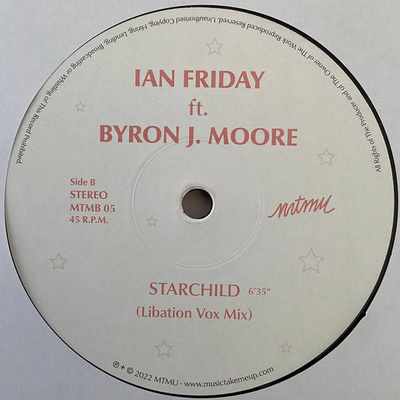 All Rights of The Producer and of the Owner of The Work Reproduced Reserved. Unauthorised Copying, Hiring, Lending, Broadcasting or Wheeling of The Record Prohibited.
IAN FRIDAY
ft.
BYRON J. MOORE
Side B
STEREO
MTMB 05
45 R.P.M.
mtmu
STARCHILD 6'35"
(Libation Vox Mix)
℗ + © 2022 MTMU - www.musictakemeup.com